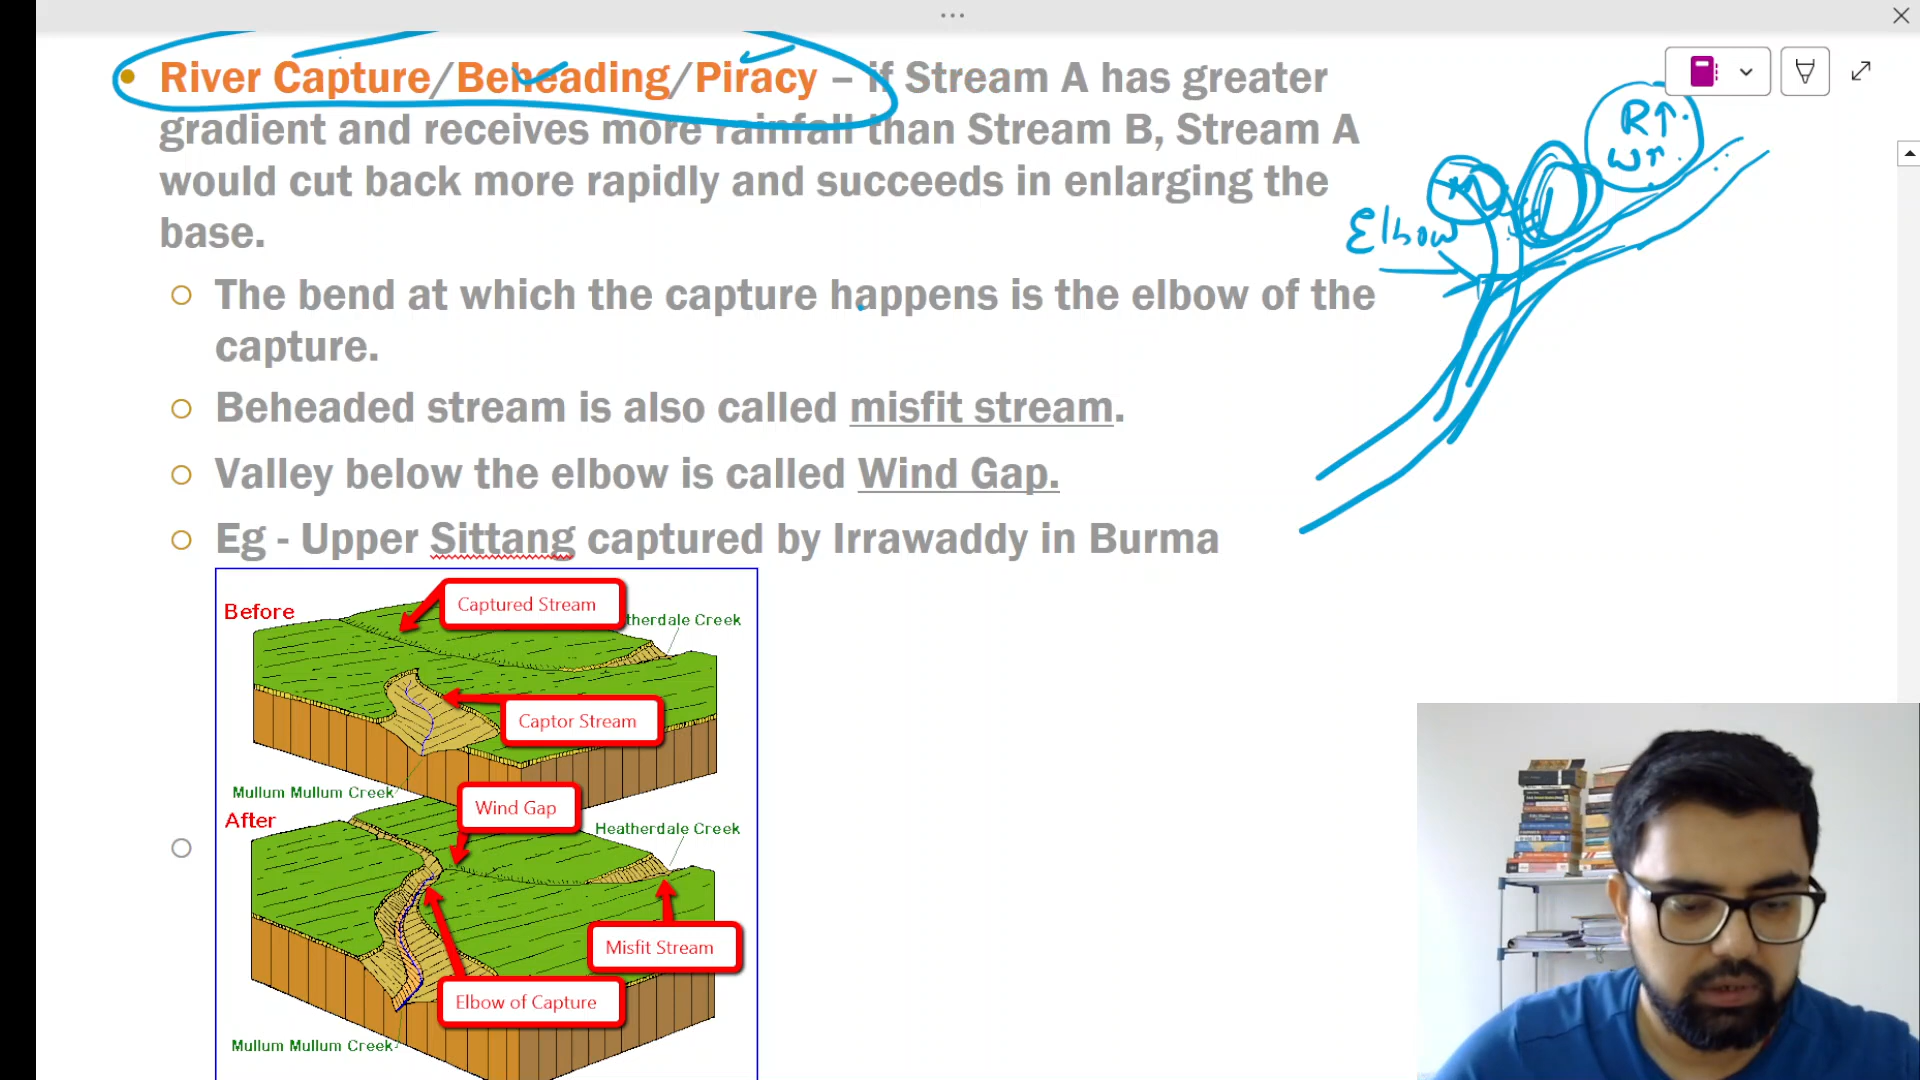 River Capture/Beheading/Piracy – if Stream A has greater
gradient and receives more rainfall than Stream B, Stream A
would cut back more rapidly and succeeds in enlarging the
base.
The bend at which the capture happens is the elbow of the
capture.
Beheaded stream is also called misfit stream.
Valley below the elbow is called Wind Gap.
Eg - Upper Sittang captured by Irrawaddy in Burma
R↑
W↑
Elbow
Before
Captured Stream
therdale Creek
Captor Stream
Mullum Mullum Creek
After
Wind Gap
Heatherdale Creek
Misfit Stream
Elbow of Capture
Mullum Mullum Creek